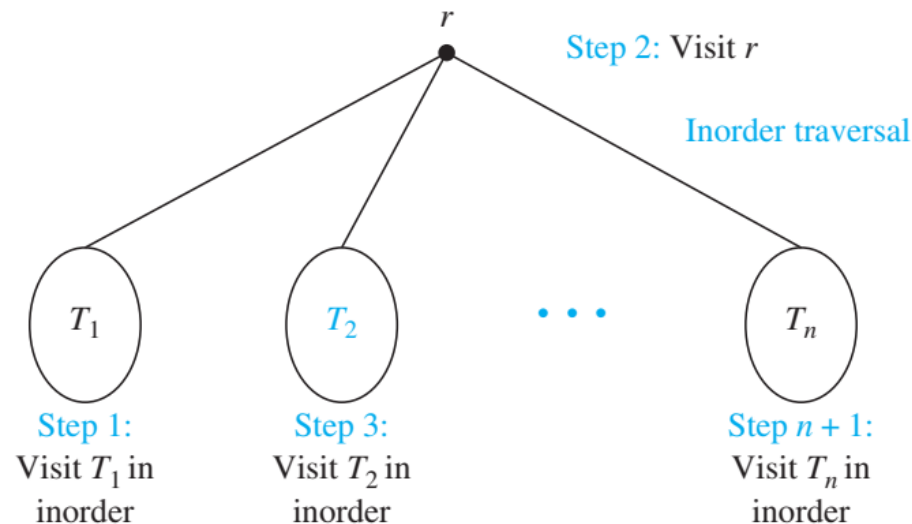 r
Step 2: Visit r
Inorder traversal
T₁
T₂
• • •
Tₙ
Step 1:
Visit T₁ in
inorder
Step 3:
Visit T₂ in
inorder
Step n + 1:
Visit Tₙ in
inorder